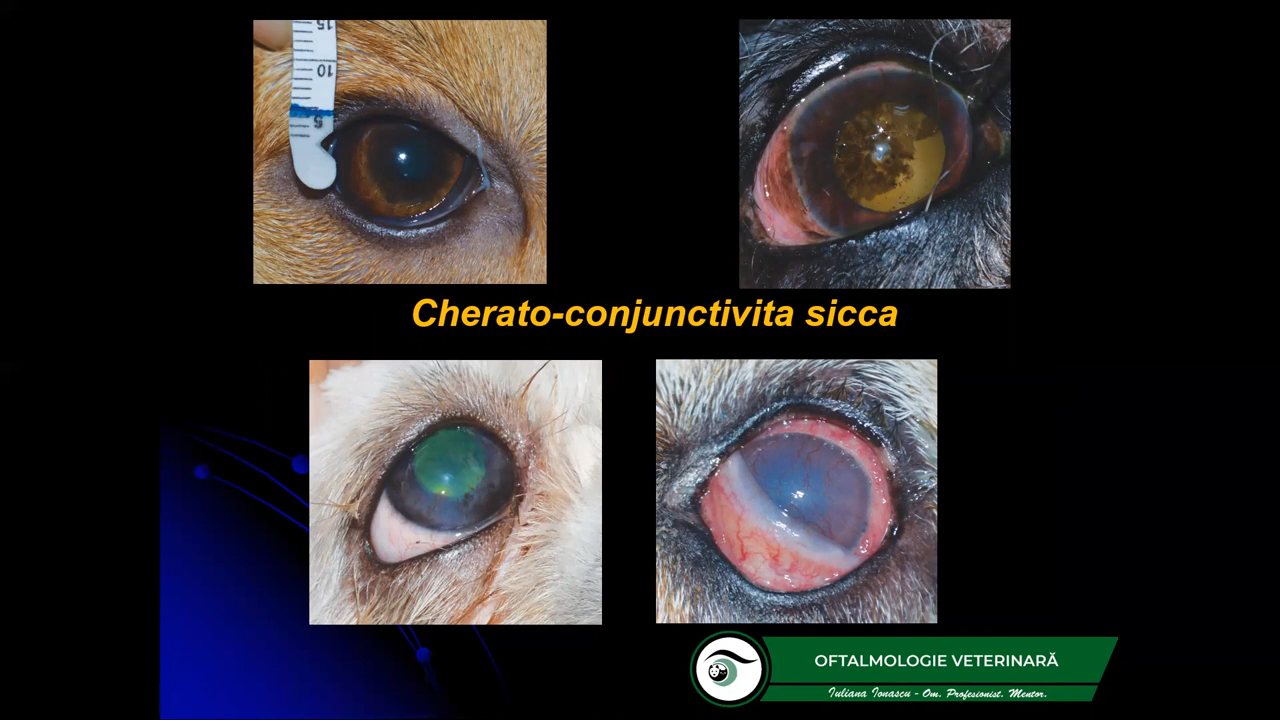 15
10
5
Cherato-conjunctivita sicca
OFTALMOLOGIE VETERINARĂ
Iuliana Ionascu - Om. Profesionist. Mentor.